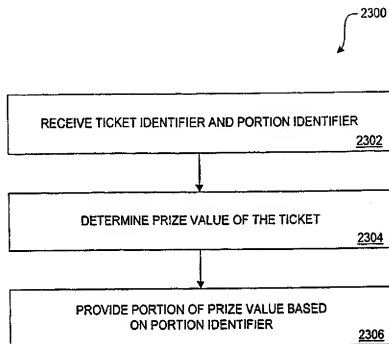 2300
RECEIVE TICKET IDENTIFIER AND PORTION IDENTIFIER
2302
DETERMINE PRIZE VALUE OF THE TICKET
2304
PROVIDE PORTION OF PRIZE VALUE BASED
ON PORTION IDENTIFIER
2306